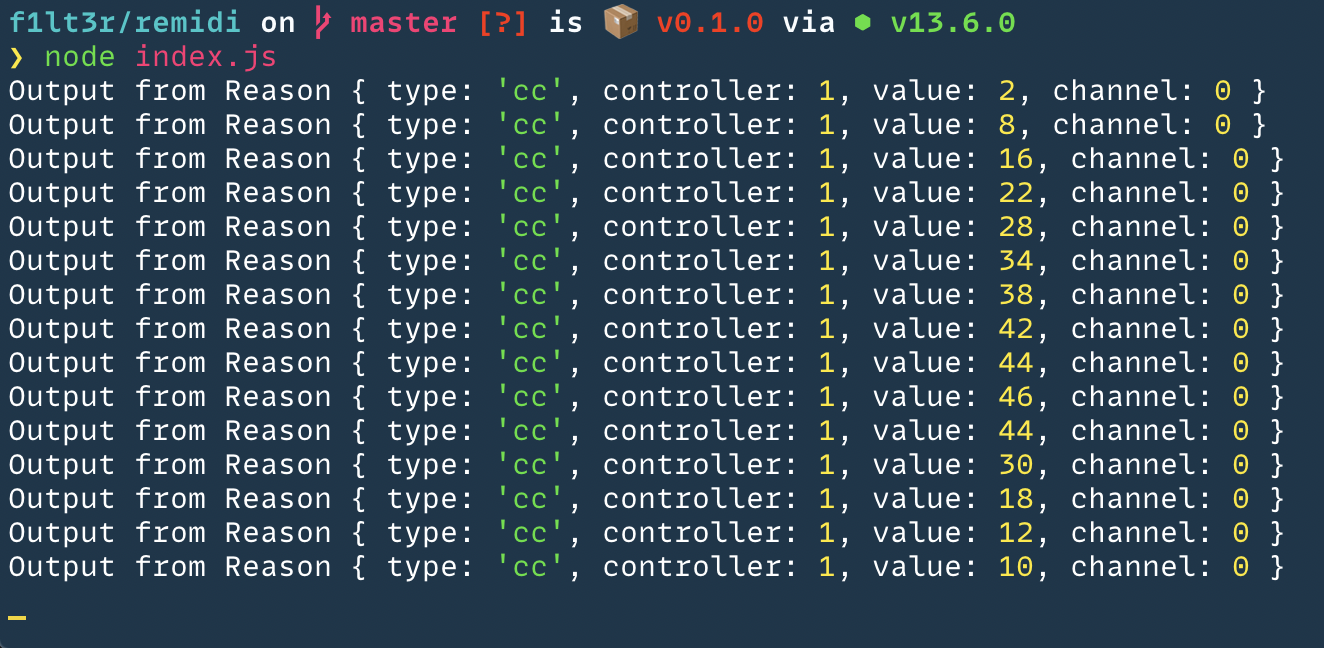 f1lt3r/remidi on master [?] is 📦 v0.1.0 via ⬢ v13.6.0
❯ node index.js
Output from Reason { type: 'cc', controller: 1, value: 2, channel: 0 }
Output from Reason { type: 'cc', controller: 1, value: 8, channel: 0 }
Output from Reason { type: 'cc', controller: 1, value: 16, channel: 0 }
Output from Reason { type: 'cc', controller: 1, value: 22, channel: 0 }
Output from Reason { type: 'cc', controller: 1, value: 28, channel: 0 }
Output from Reason { type: 'cc', controller: 1, value: 34, channel: 0 }
Output from Reason { type: 'cc', controller: 1, value: 38, channel: 0 }
Output from Reason { type: 'cc', controller: 1, value: 42, channel: 0 }
Output from Reason { type: 'cc', controller: 1, value: 44, channel: 0 }
Output from Reason { type: 'cc', controller: 1, value: 46, channel: 0 }
Output from Reason { type: 'cc', controller: 1, value: 44, channel: 0 }
Output from Reason { type: 'cc', controller: 1, value: 30, channel: 0 }
Output from Reason { type: 'cc', controller: 1, value: 18, channel: 0 }
Output from Reason { type: 'cc', controller: 1, value: 12, channel: 0 }
Output from Reason { type: 'cc', controller: 1, value: 10, channel: 0 }